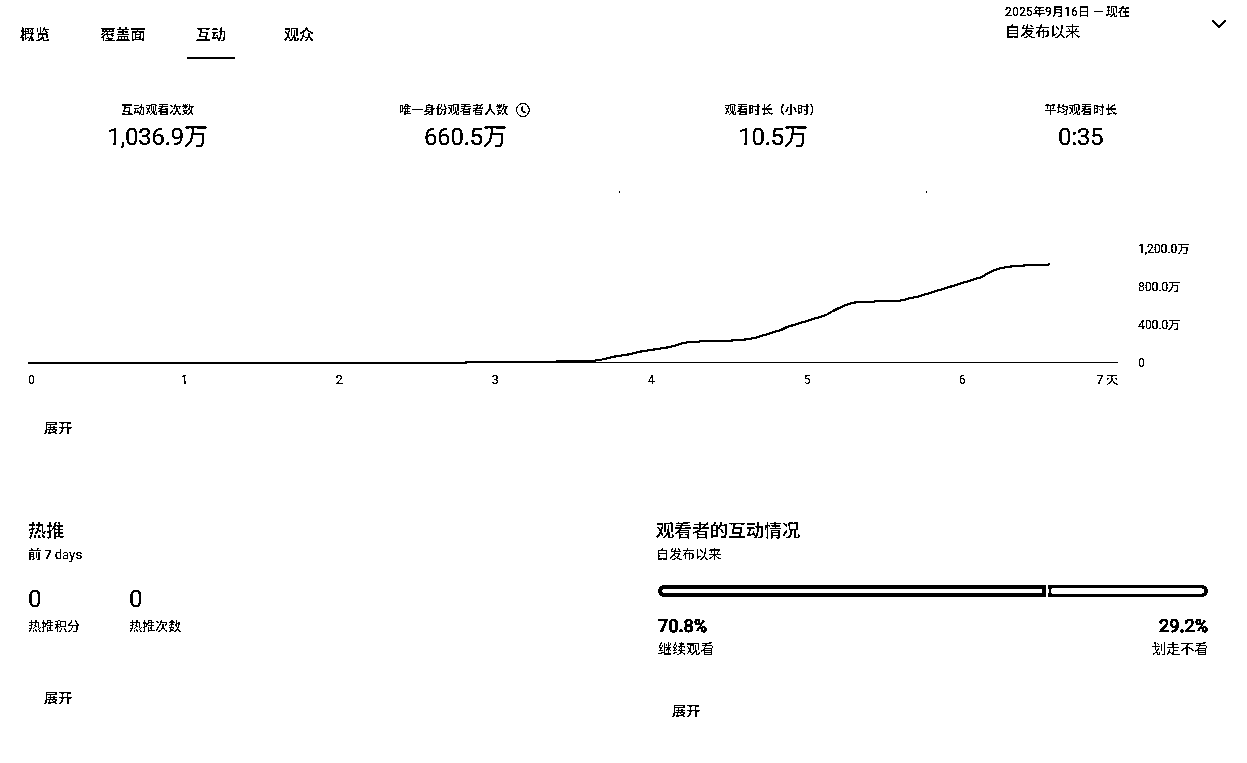 2025年9月16日 – 现在
自发布以来
概览 覆盖面 互动 观众
互动观看次数 唯一身份观看者人数 观看时长（小时） 平均观看时长
1,036.9万 660.5万 10.5万 0:35
1,200.0万
800.0万
400.0万
0
0 1 2 3 4 5 6 7 天
展开
热推
前 7 days
0 0
热推积分 热推次数
展开
观看者的互动情况
自发布以来
70.8% 29.2%
继续观看 划走不看
展开